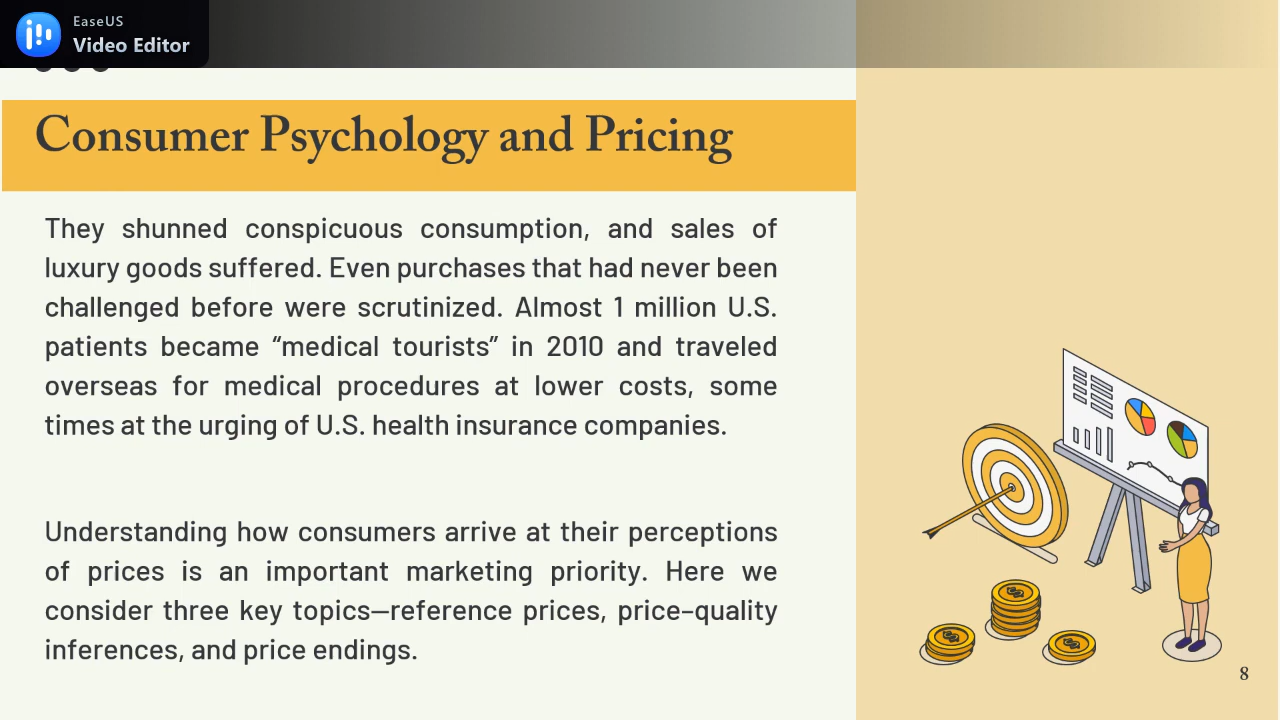 EaseUS
Video Editor
Consumer Psychology and Pricing
They shunned conspicuous consumption, and sales of
luxury goods suffered. Even purchases that had never been
challenged before were scrutinized. Almost 1 million U.S.
patients became “medical tourists” in 2010 and traveled
overseas for medical procedures at lower costs, some
times at the urging of U.S. health insurance companies.
Understanding how consumers arrive at their perceptions
of prices is an important marketing priority. Here we
consider three key topics—reference prices, price–quality
inferences, and price endings.
8